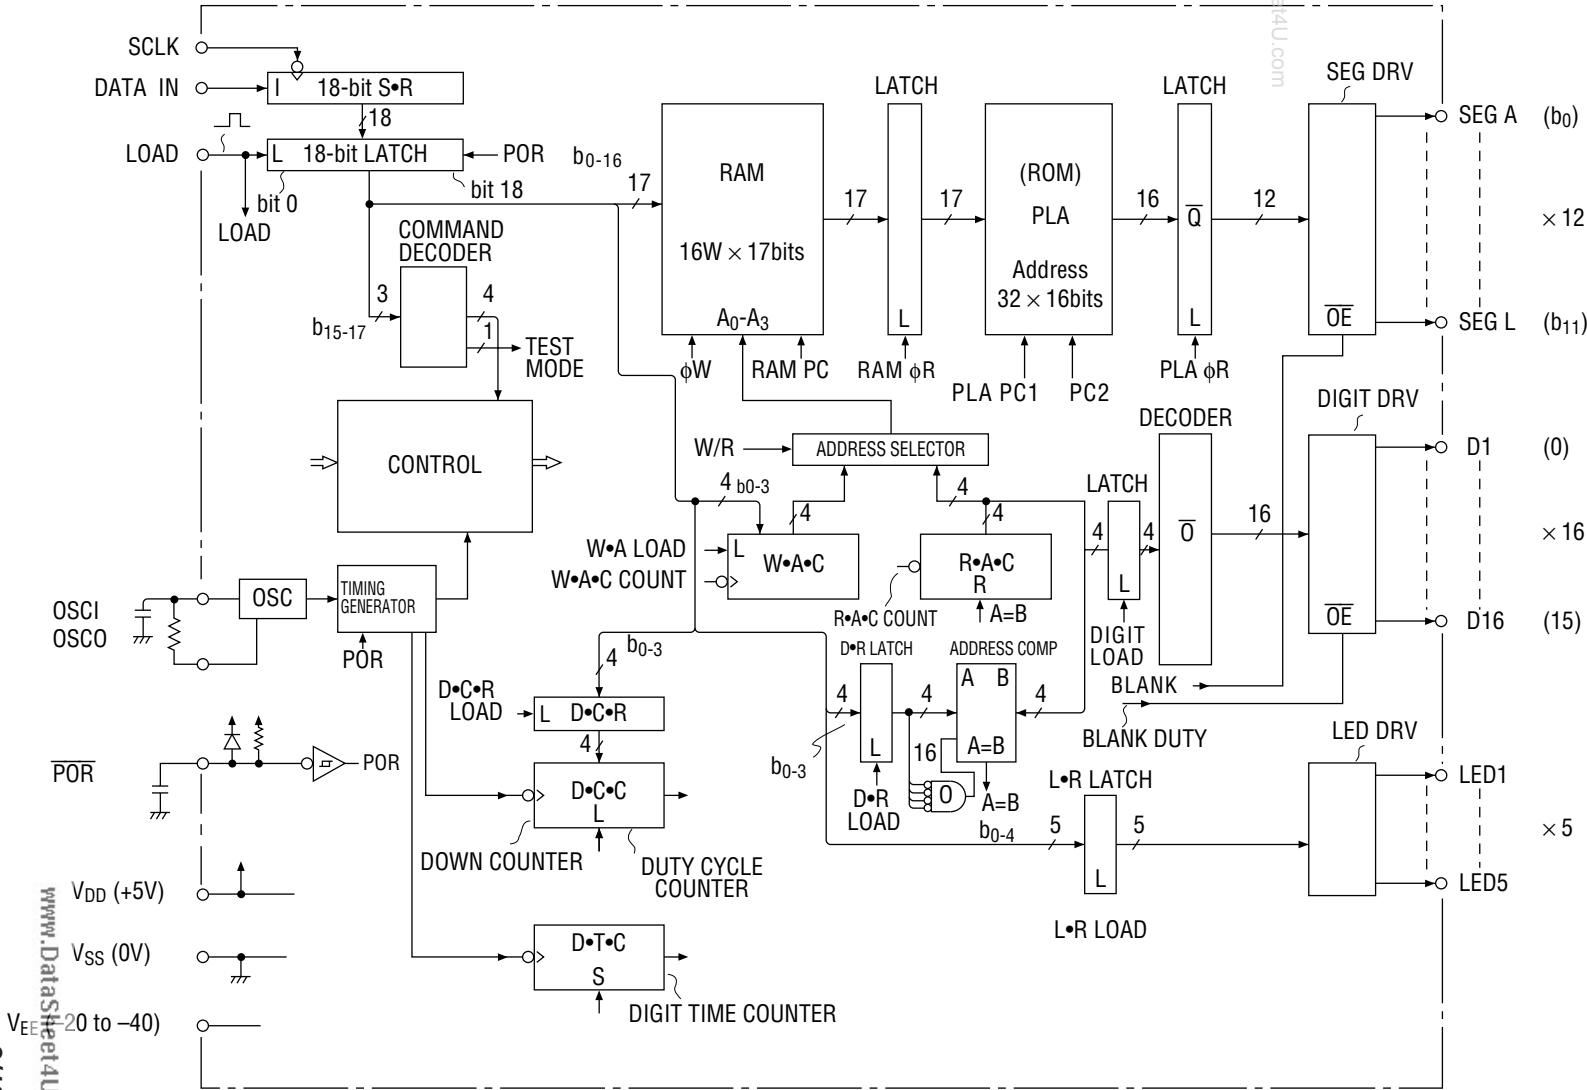 SCLK
DATA IN
I 18-bit S•R
18
LOAD
L 18-bit LATCH
POR
bit 0
bit 18
LOAD
COMMAND
DECODER
3
4
1
b15-17
TEST
MODE
b0-16
17
RAM
16W × 17bits
A0-A3
φW
RAM PC
17
LATCH
L
RAM φR
17
(ROM)
PLA
Address
32 × 16bits
PLA PC1
PC2
16
LATCH
Q̅
L
PLA φR
12
SEG DRV
O̅E̅
SEG A (b0)
× 12
SEG L (b11)
CONTROL
W/R
ADDRESS SELECTOR
4 b0-3
4
4
4
W•A LOAD
W•A•C COUNT
L
W•A•C
R•A•C
R
R•A•C COUNT
A=B
4
LATCH
L
4
DIGIT
LOAD
DECODER
O̅
16
DIGIT DRV
O̅E̅
D1 (0)
× 16
D16 (15)
BLANK
BLANK DUTY
OSCI
OSCO
OSC
TIMING
GENERATOR
POR
b0-3
4
D•C•R
LOAD
L D•C•R
4
D•C•C
L
DOWN COUNTER
DUTY CYCLE
COUNTER
D•R LATCH
4
L
b0-3
D•R
LOAD
4
ADDRESS COMP
A B
A=B
4
16
0
A=B
P̅O̅R̅
POR
L•R LATCH
b0-4
5
5
L
L•R LOAD
LED DRV
LED1
× 5
LED5
VDD (+5V)
VSS (0V)
D•T•C
S
DIGIT TIME COUNTER
www.DataSheet4U